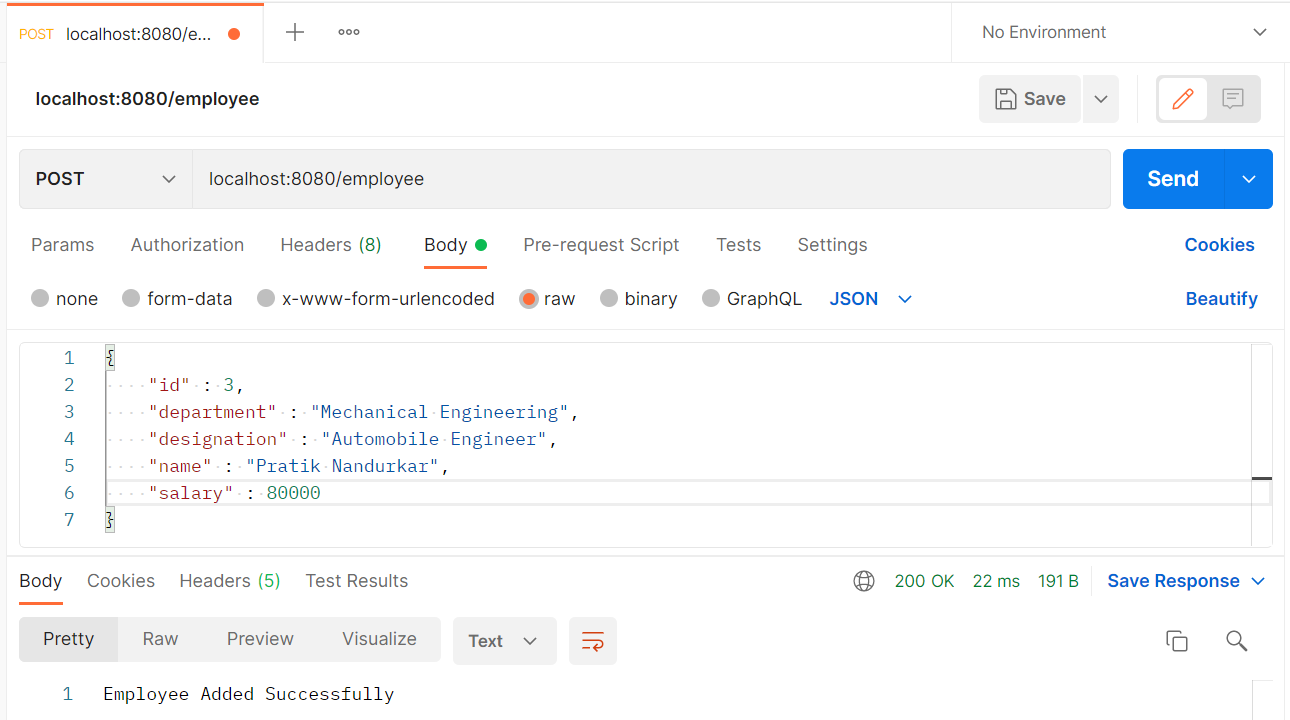 POST localhost:8080/e... No Environment
localhost:8080/employee Save
POST localhost:8080/employee Send
Params Authorization Headers (8) Body Pre-request Script Tests Settings Cookies
none form-data x-www-form-urlencoded raw binary GraphQL JSON Beautify
1 {
2 "id" : 3,
3 "department" : "Mechanical Engineering",
4 "designation" : "Automobile Engineer",
5 "name" : "Pratik Nandurkar",
6 "salary" : 80000
7 }
Body Cookies Headers (5) Test Results 200 OK 22 ms 191 B Save Response
Pretty Raw Preview Visualize Text
1 Employee Added Successfully